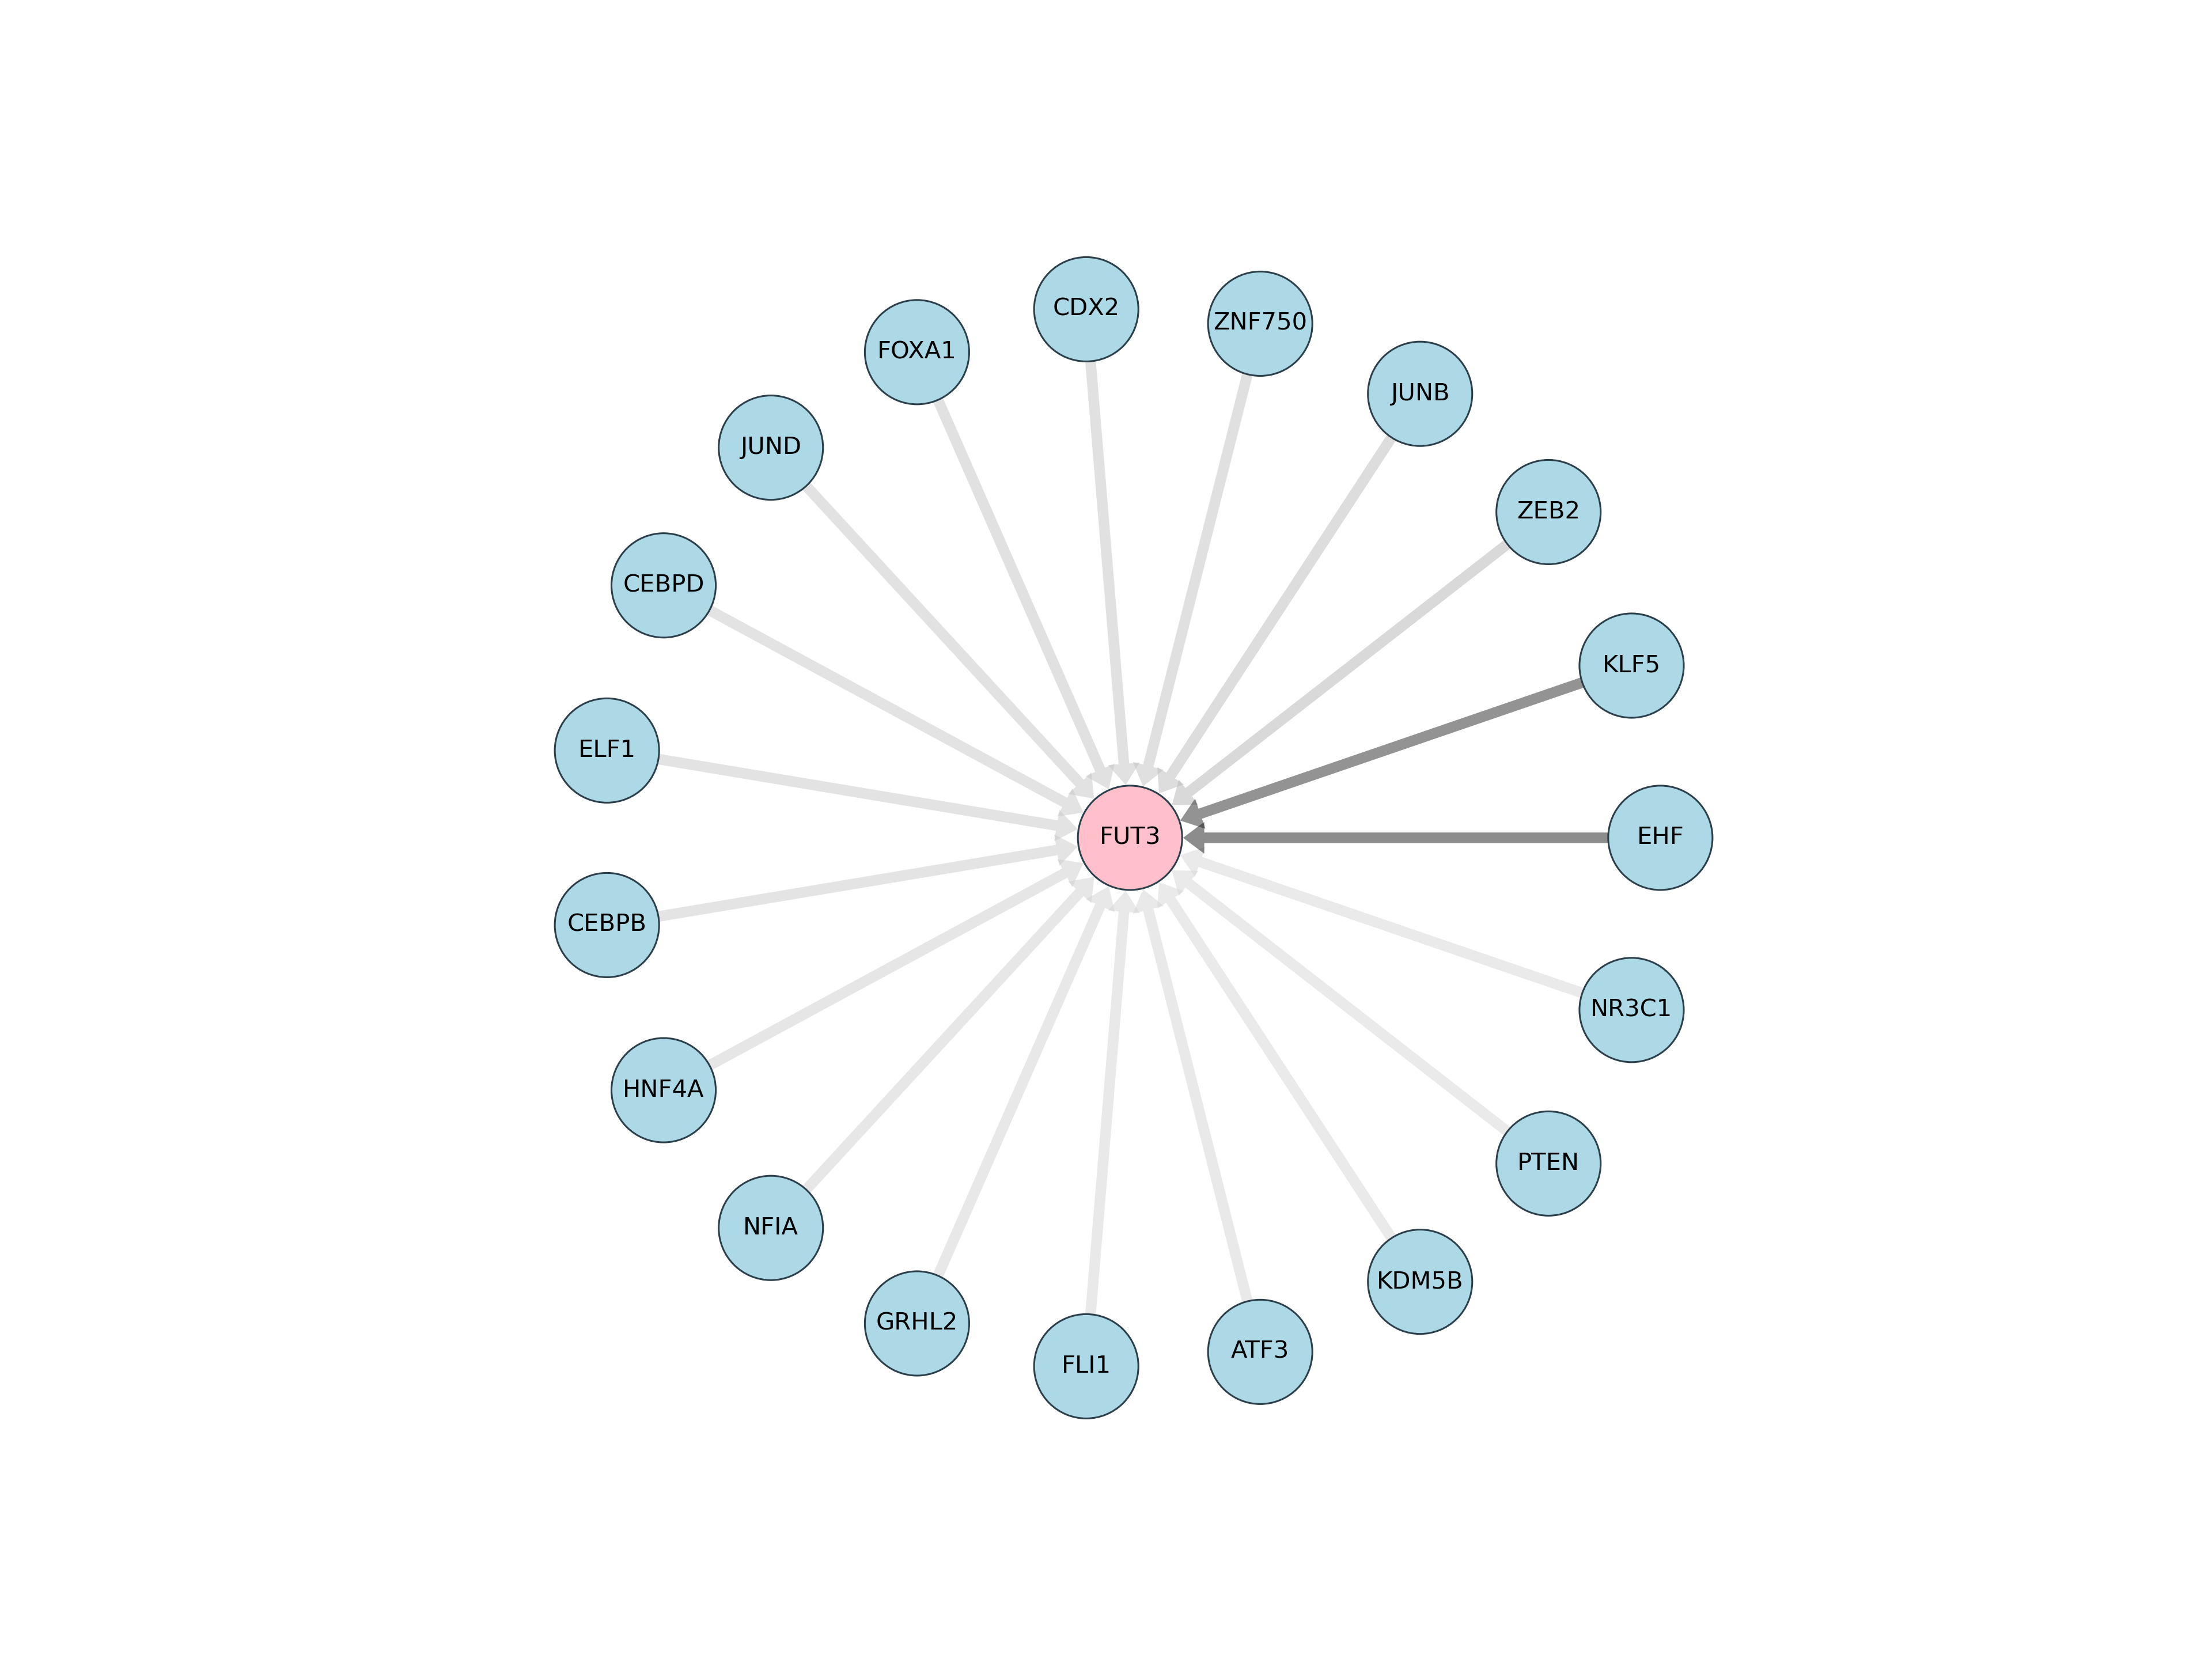 CDX2
ZNF750
FOXA1
JUNB
JUND
ZEB2
CEBPD
KLF5
ELF1
FUT3
EHF
CEBPB
NR3C1
HNF4A
PTEN
NFIA
KDM5B
GRHL2
ATF3
FLI1